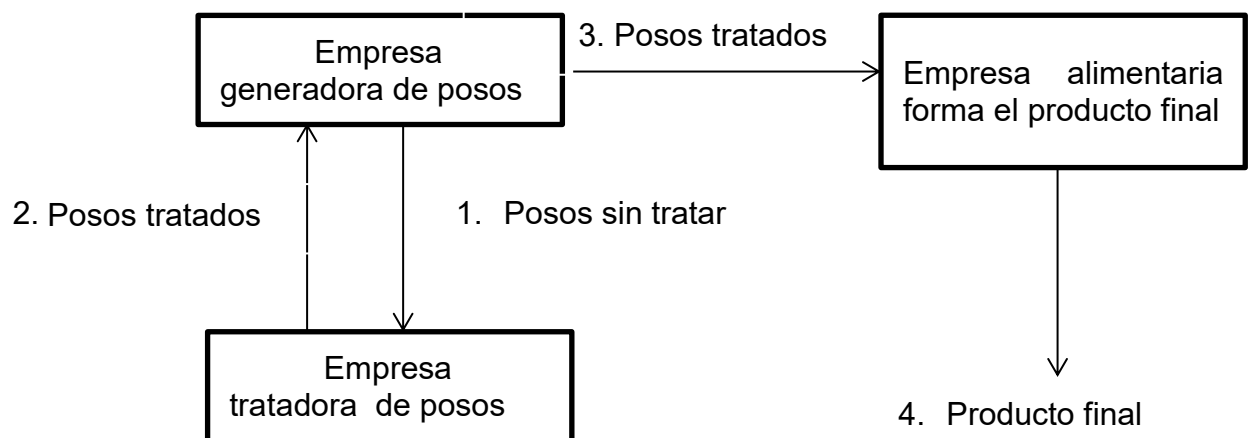 Empresa
generadora de posos
3. Posos tratados
Empresa alimentaria
forma el producto final
2. Posos tratados
1. Posos sin tratar
Empresa
tratadora de posos
4. Producto final